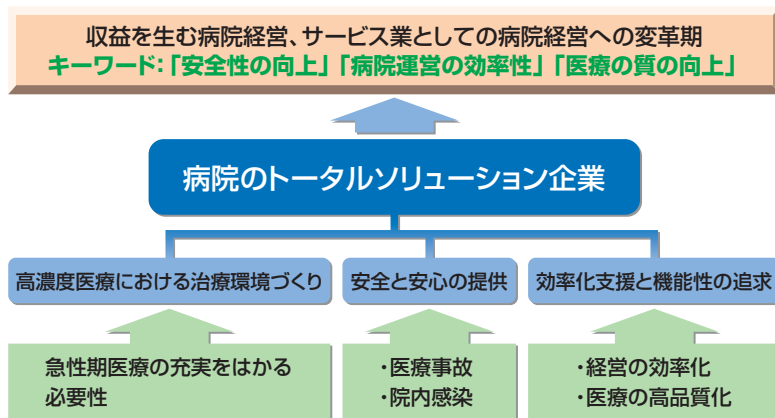 収益を生む病院経営、サービス業としての病院経営への変革期
キーワード：「安全性の向上」「病院運営の効率性」「医療の質の向上」
病院のトータルソリューション企業
高濃度医療における治療環境づくり
安全と安心の提供
効率化支援と機能性の追求
急性期医療の充実をはかる
必要性
・医療事故
・院内感染
・経営の効率化
・医療の高品質化